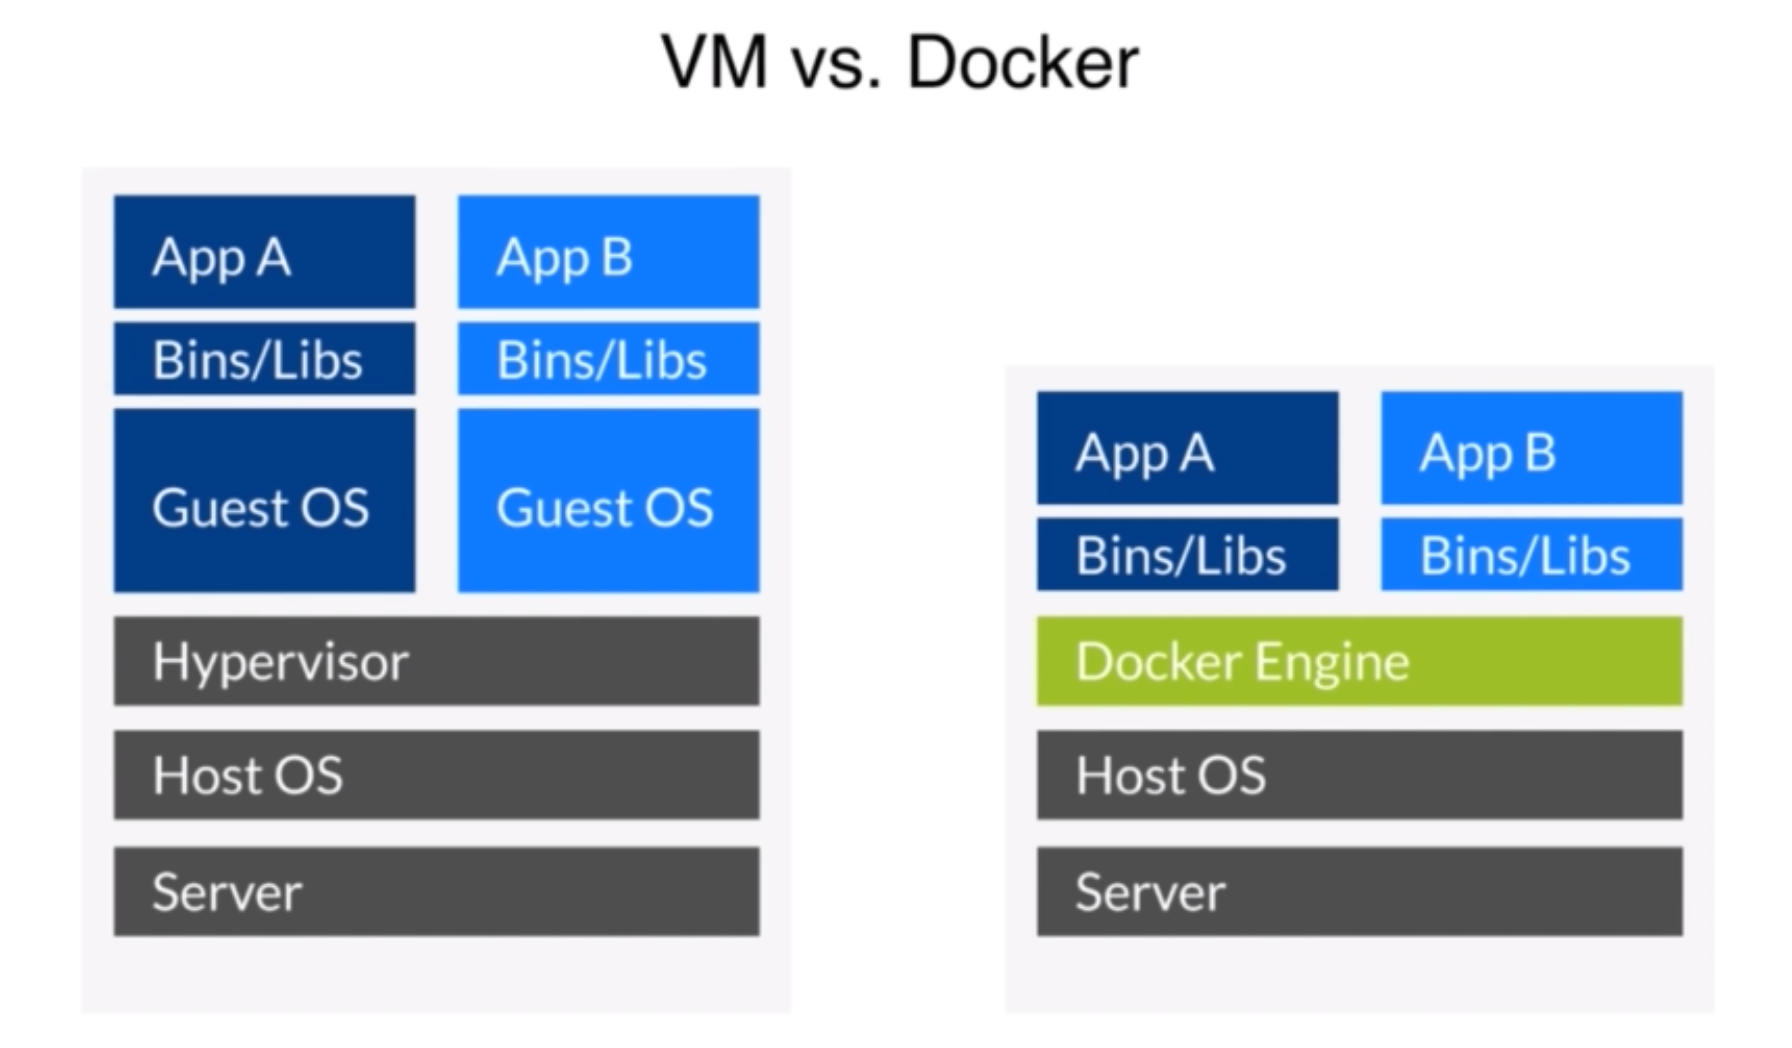 VM vs. Docker
App A
Bins/Libs
Guest OS
App B
Bins/Libs
Guest OS
Hypervisor
Host OS
Server
App A
Bins/Libs
App B
Bins/Libs
Docker Engine
Host OS
Server